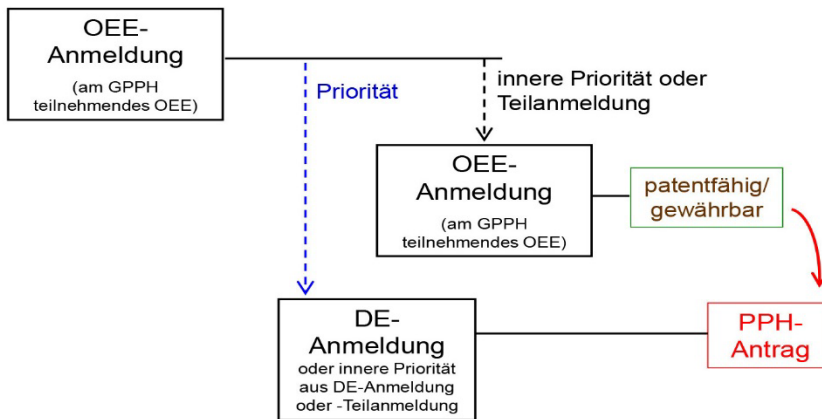 OEE-
Anmeldung
(am GPPH
teilnehmendes OEE)
Priorität
innere Priorität oder
Teilanmeldung
OEE-
Anmeldung
(am GPPH
teilnehmendes OEE)
patentfähig/
gewährbar
DE-
Anmeldung
oder innere Priorität
aus DE-Anmeldung
oder -Teilanmeldung
PPH-
Antrag